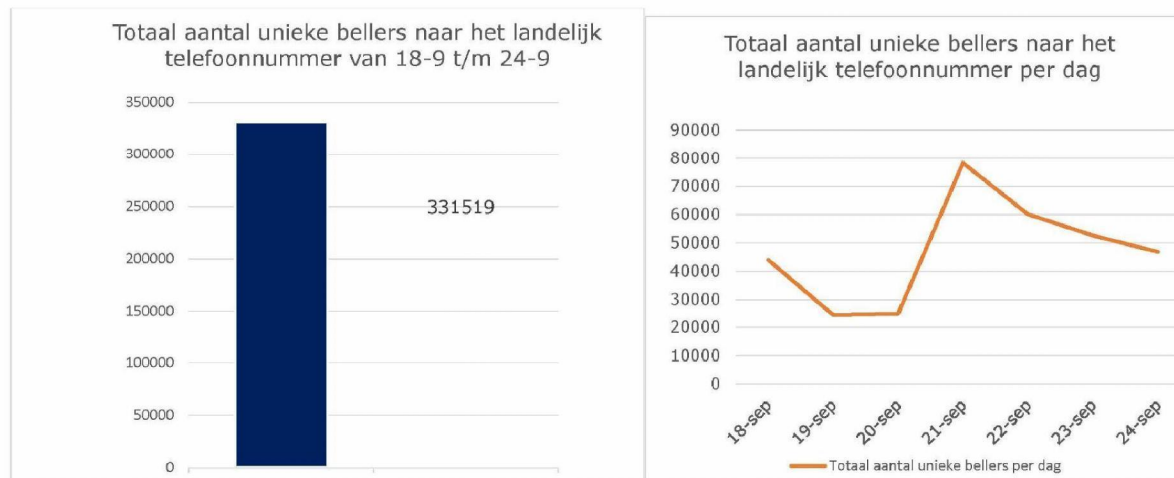 Totaal aantal unieke bellers naar het landelijk
telefoonnummer van 18-9 t/m 24-9
350000
300000
250000
200000
150000
100000
50000
0
331519
Totaal aantal unieke bellers naar het
landelijk telefoonnummer per dag
90000
80000
70000
60000
50000
40000
30000
20000
10000
0
18-sep
19-sep
20-sep
21-sep
22-sep
23-sep
24-sep
Totaal aantal unieke bellers per dag